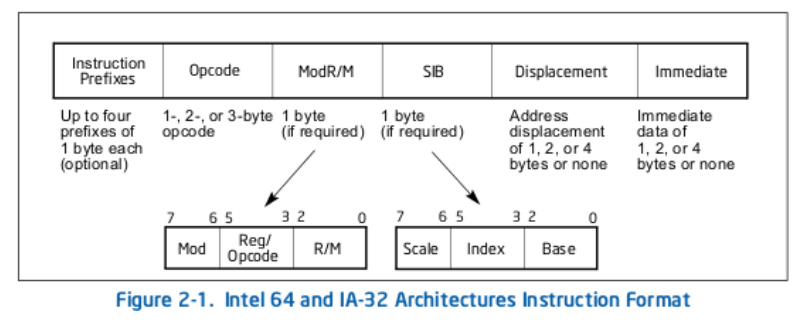 Instruction Prefixes
Opcode
ModR/M
SIB
Displacement
Immediate
Up to four
prefixes of
1 byte each
(optional)
1-, 2-, or 3-byte
opcode
1 byte
(if required)
1 byte
(if required)
Address
displacement
of 1, 2, or 4
bytes or none
Immediate
data of
1, 2, or 4
bytes or none
7 6 5 3 2 0
Mod
Reg/
Opcode
R/M
7 6 5 3 2 0
Scale
Index
Base
Figure 2-1. Intel 64 and IA-32 Architectures Instruction Format